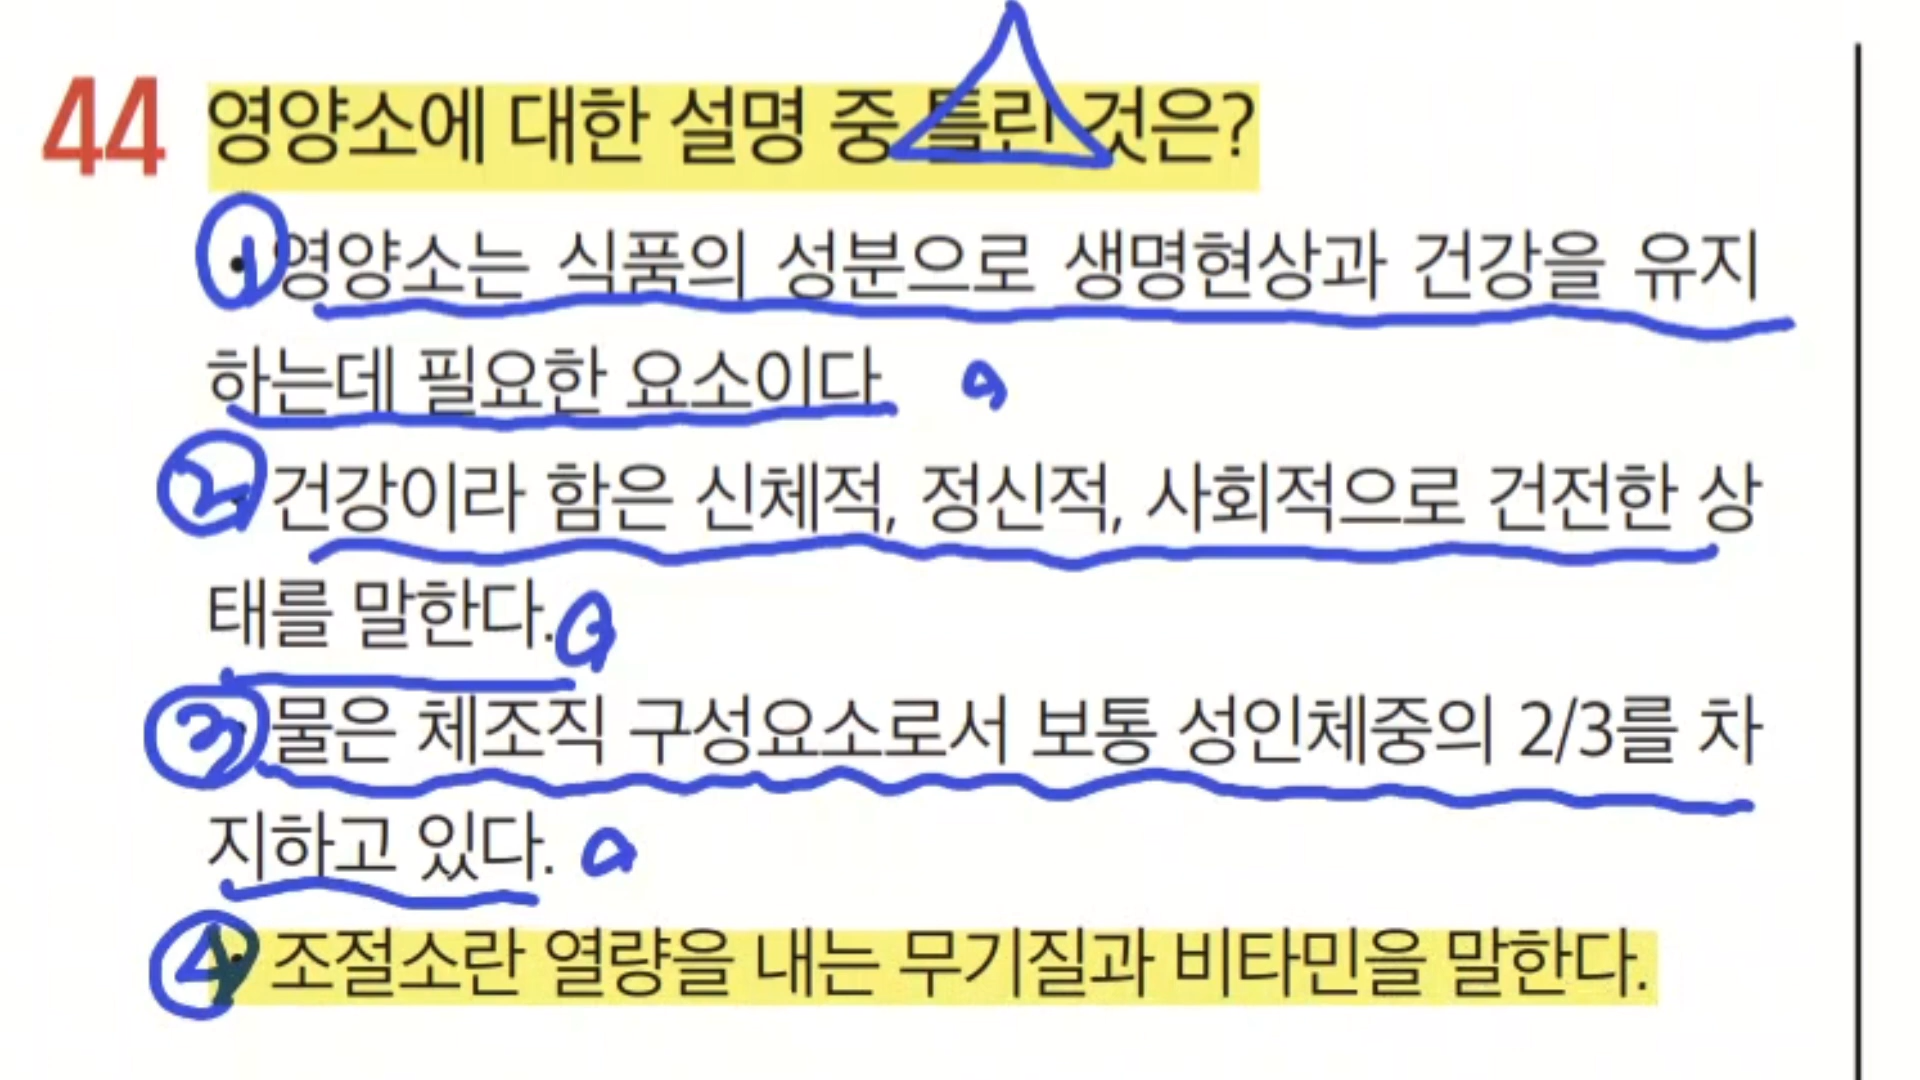 44 영양소에 대한 설명 중 틀린 것은?
① 영양소는 식품의 성분으로 생명현상과 건강을 유지
하는데 필요한 요소이다.
② 건강이라 함은 신체적, 정신적, 사회적으로 건전한 상
태를 말한다.
③ 물은 체조직 구성요소로서 보통 성인체중의 2/3를 차
지하고 있다.
④ 조절소란 열량을 내는 무기질과 비타민을 말한다.